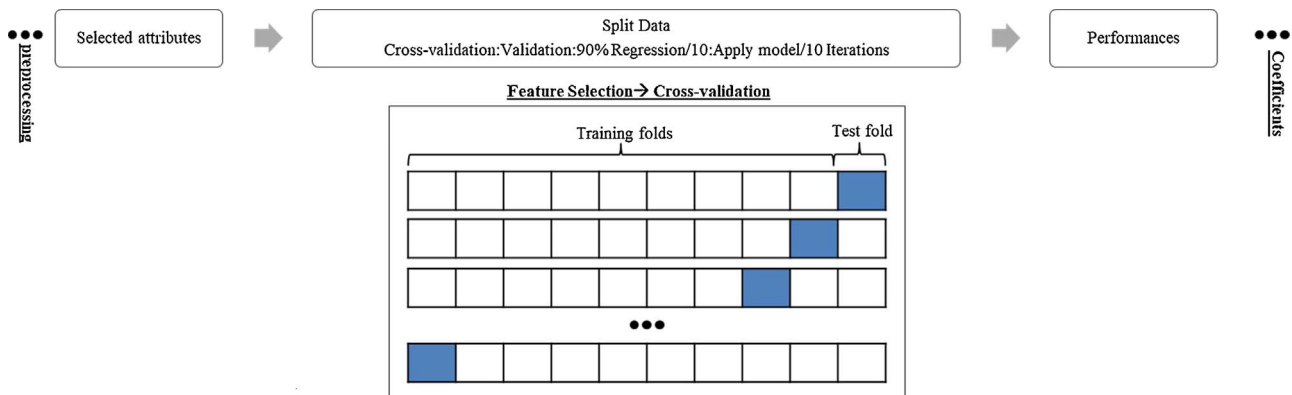 preprocessing
Selected attributes
Split Data
Cross-validation:Validation:90% Regression/10:Apply model/10 Iterations
Performances
Coefficients
Feature Selection→ Cross-validation
Training folds
Test fold